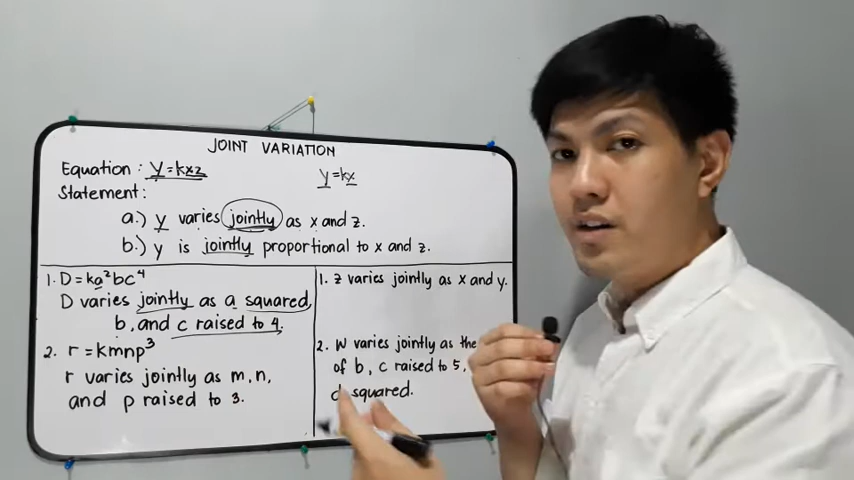 JOINT VARIATION
Equation: y=kxz
y=kx
Statement:
a.) y varies jointly as x and z.
b.) y is jointly proportional to x and z.
1. D=ka²bc⁴
D varies jointly as a squared,
b, and c raised to 4.
2. r=kmnp³
r varies jointly as m, n,
and p raised to 3.
1. z varies jointly as x and y.
2. W varies jointly as the
of b, c raised to 5,
d squared.